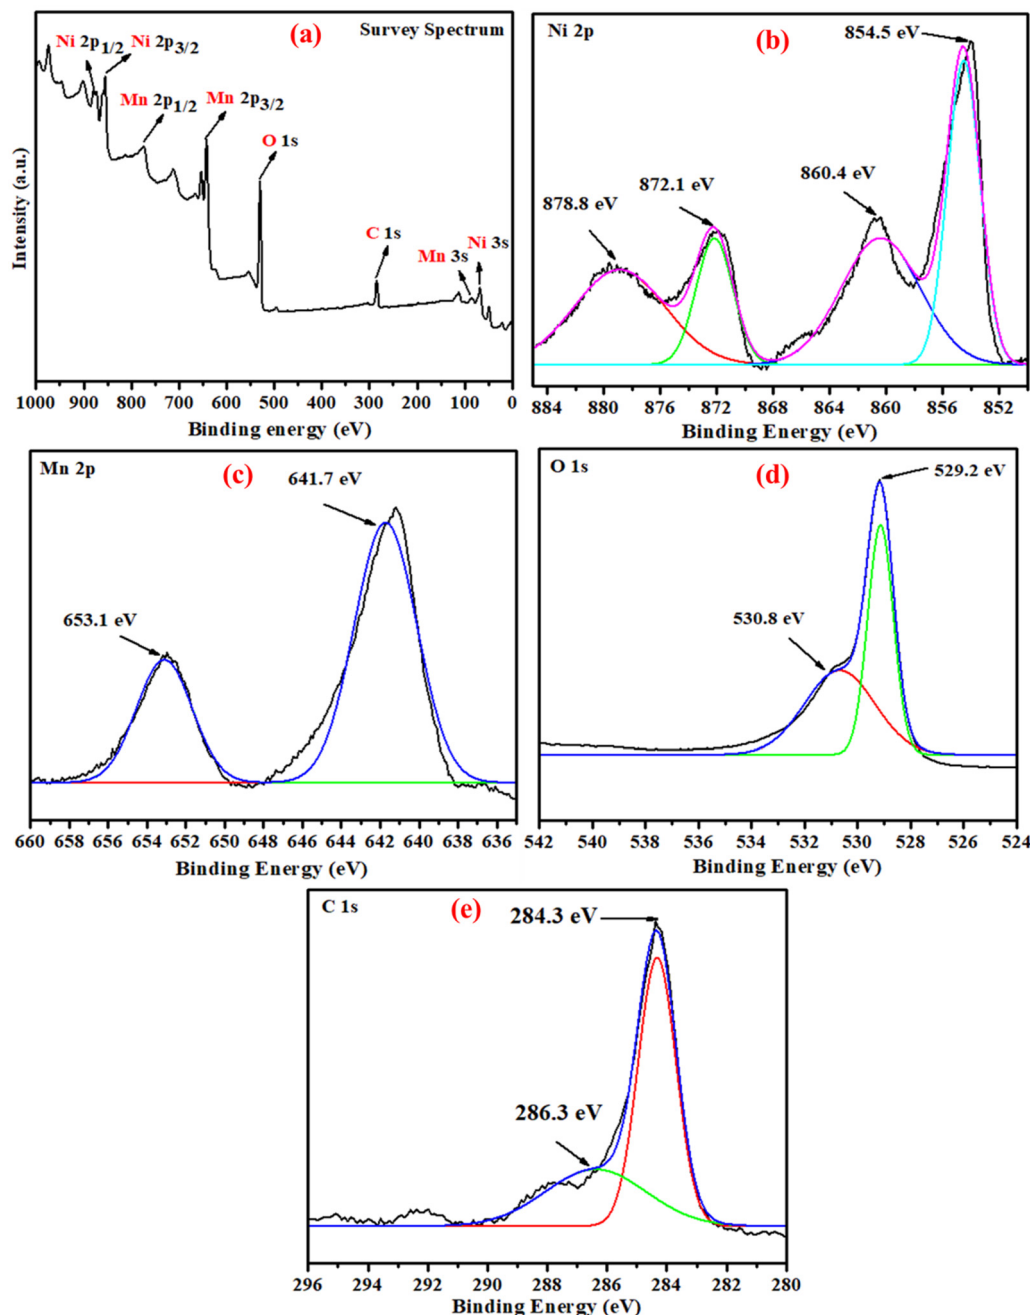 (a)
Survey Spectrum
Ni 2p1/2
Ni 2p3/2
Mn 2p1/2
Mn 2p3/2
O 1s
C 1s
Mn 3s
Ni 3s
Intensity (a.u.)
1000 900 800 700 600 500 400 300 200 100 0
Binding energy (eV)
Ni 2p
(b)
854.5 eV
860.4 eV
872.1 eV
878.8 eV
884 880 876 872 868 864 860 856 852
Binding Energy (eV)
Mn 2p
(c)
641.7 eV
653.1 eV
660 658 656 654 652 650 648 646 644 642 640 638 636
Binding Energy (eV)
O 1s
(d)
529.2 eV
530.8 eV
542 540 538 536 534 532 530 528 526 524
Binding Energy (eV)
C 1s
(e)
284.3 eV
286.3 eV
296 294 292 290 288 286 284 282 280
Binding Energy (eV)